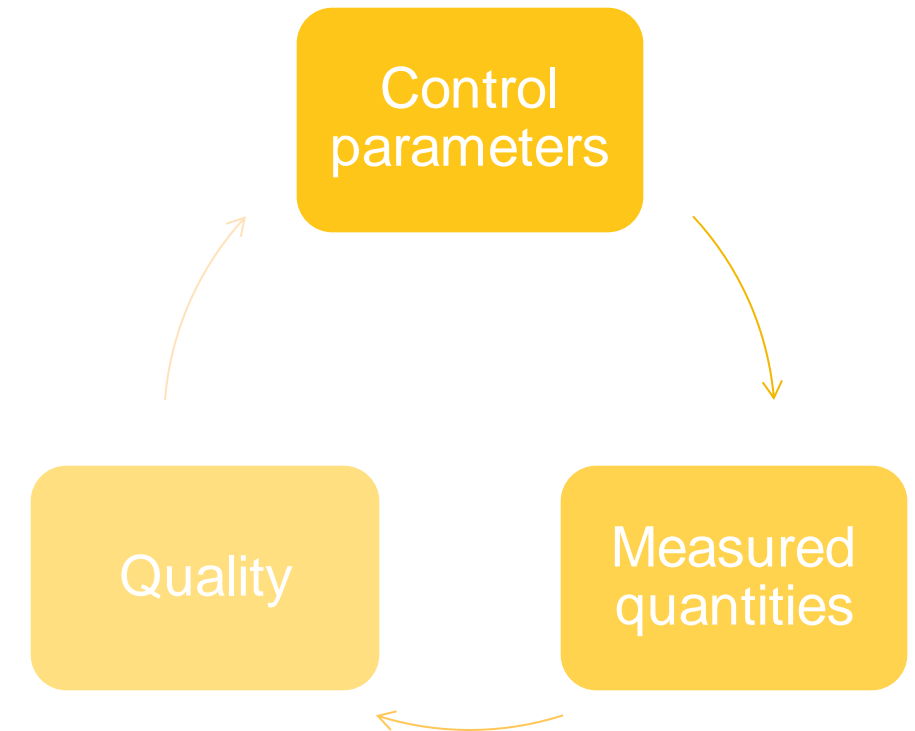 Control
parameters
Measured
quantities
Quality